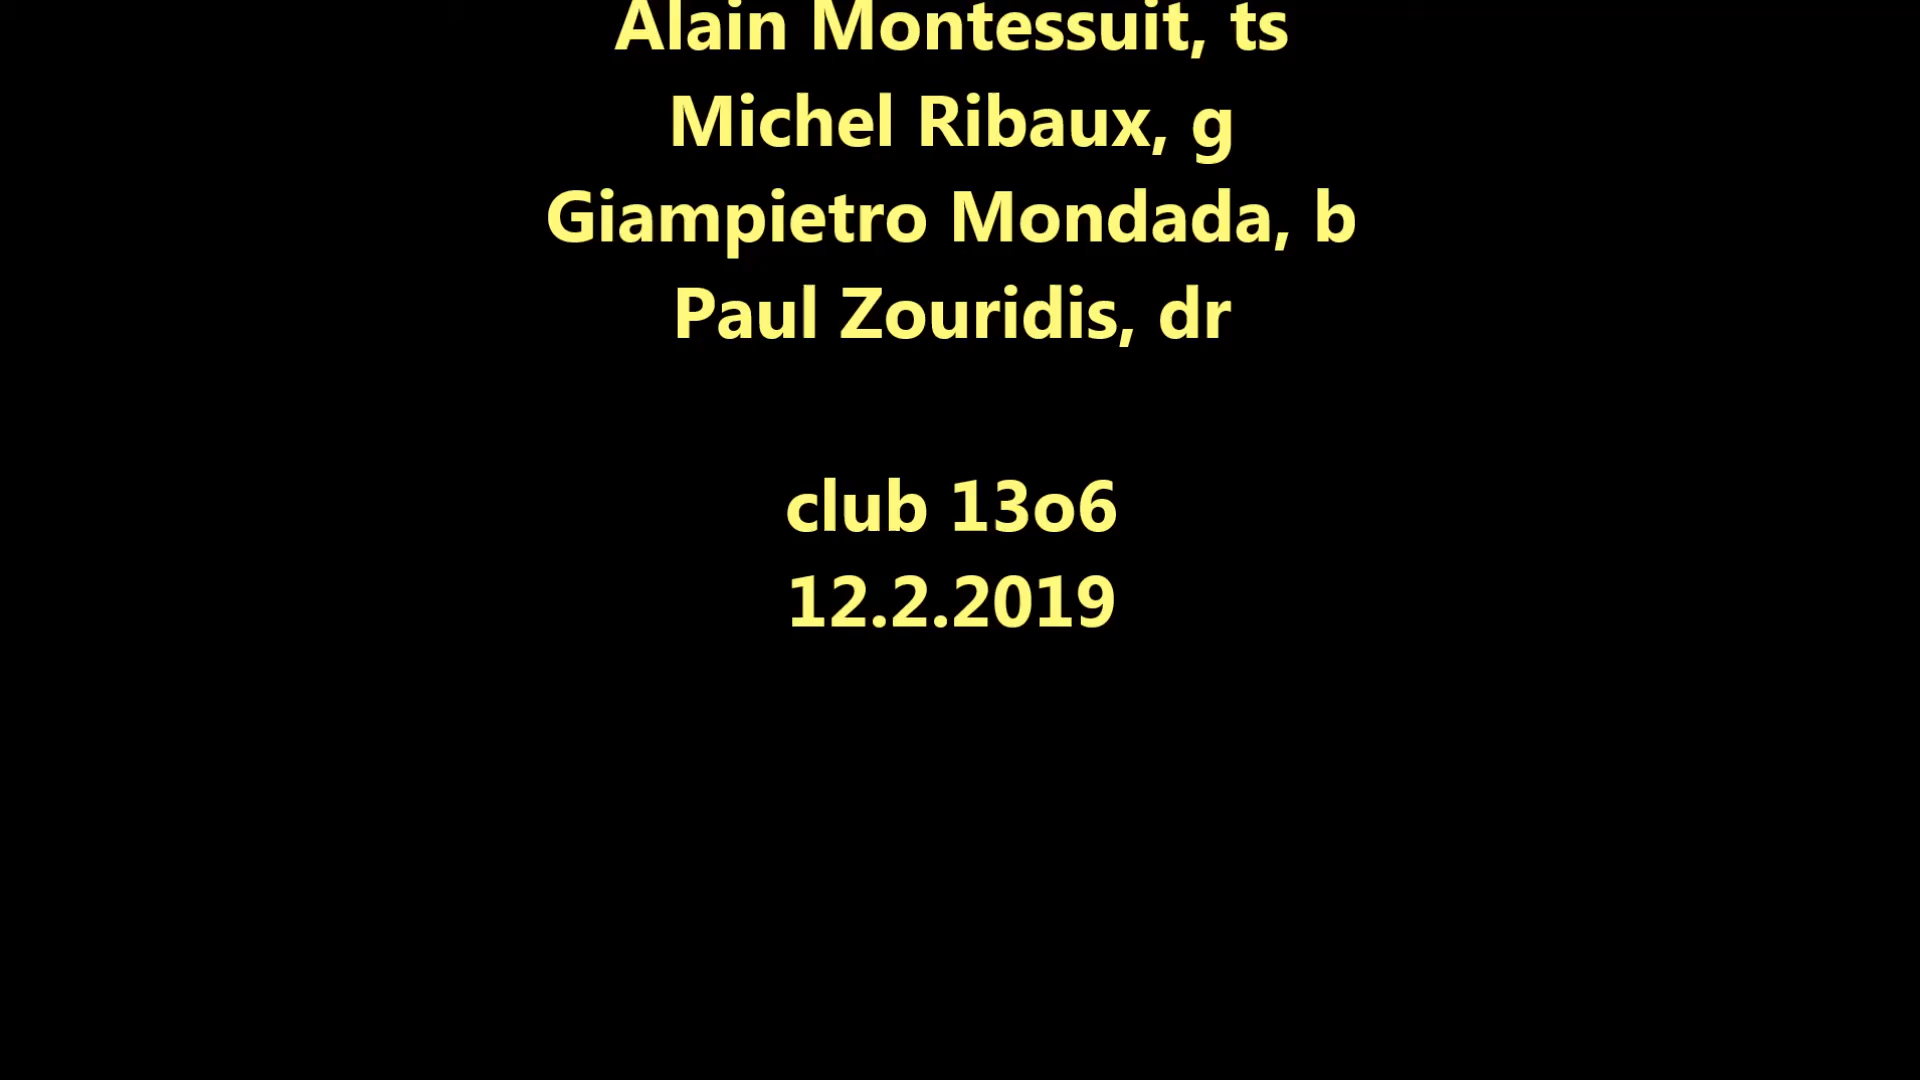 Alain Montessuit, ts
Michel Ribaux, g
Giampietro Mondada, b
Paul Zouridis, dr
club 13o6
12.2.2019